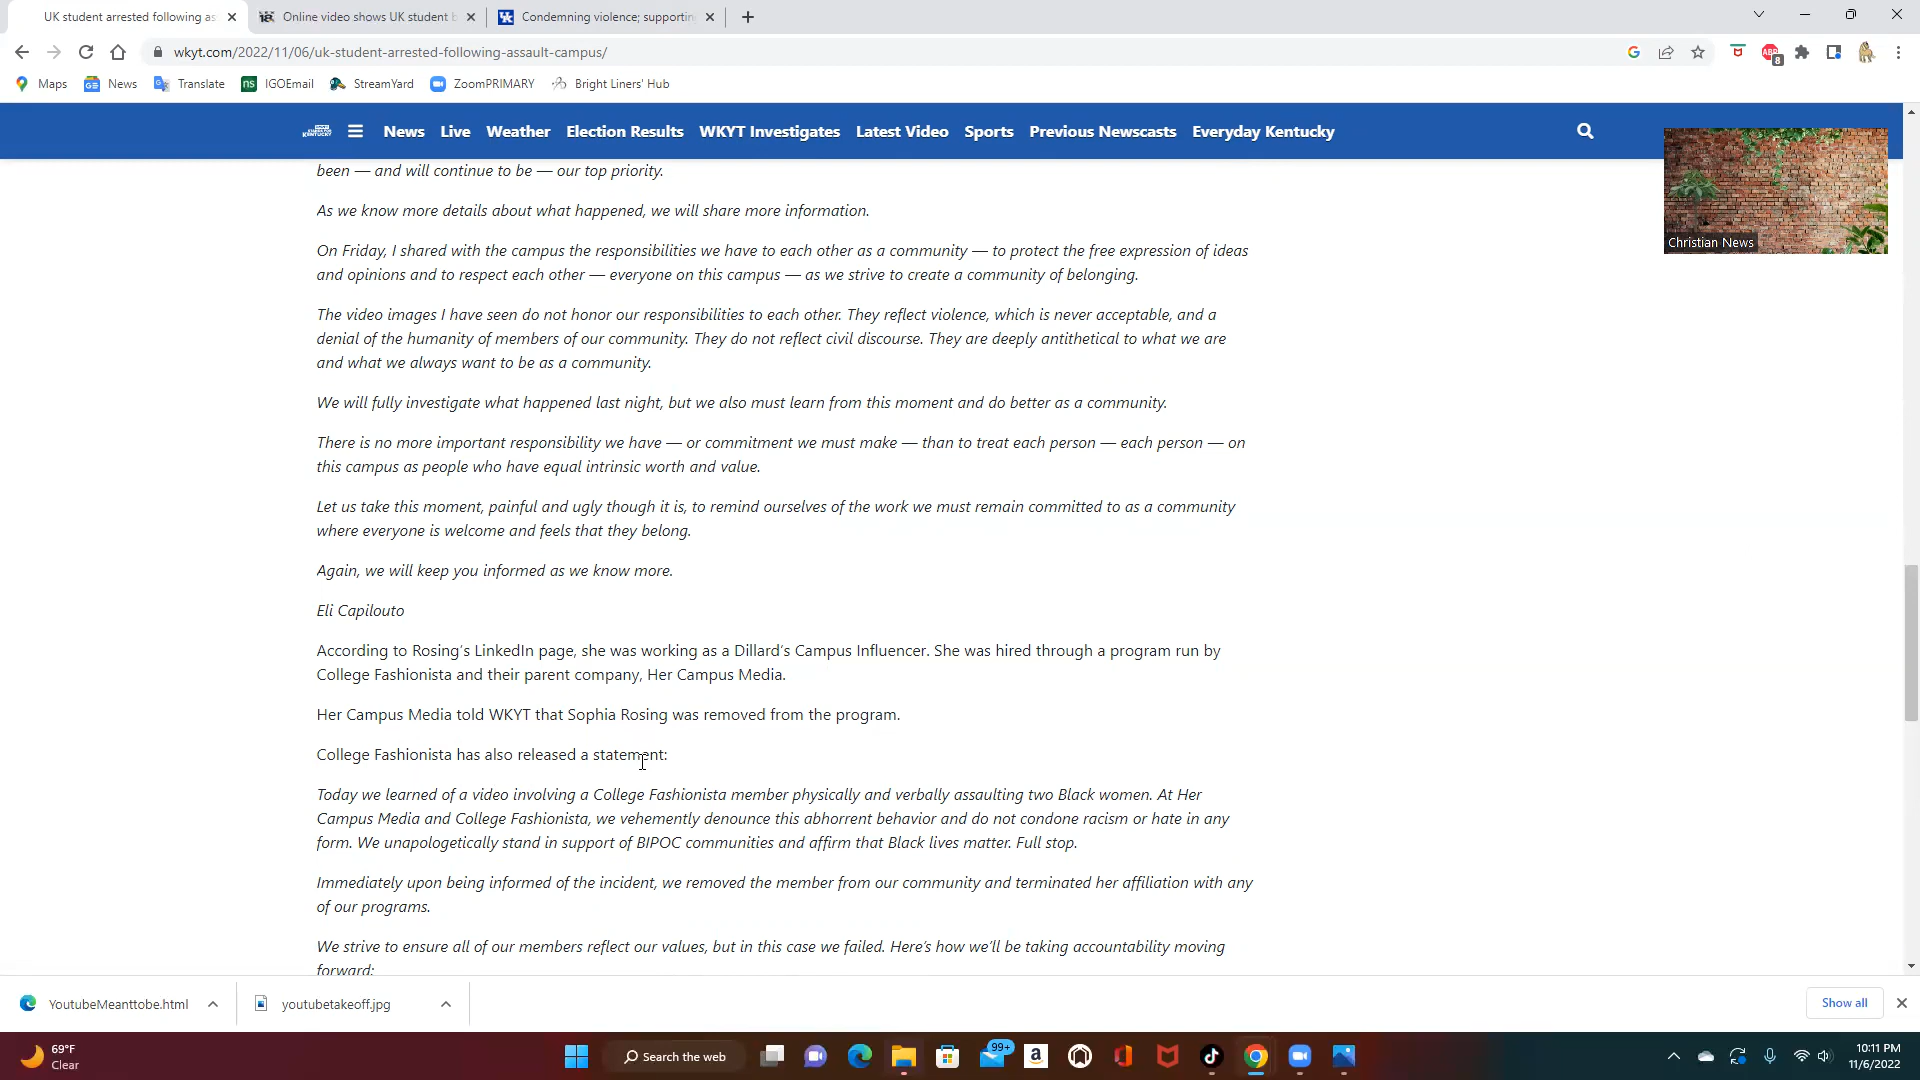 UK student arrested following as
Online video shows UK student b
Condemning violence; supportin
wkyt.com/2022/11/06/uk-student-arrested-following-assault-campus/
8
Maps
News
Translate
ns
IGOEmail
StreamYard
ZoomPRIMARY
Bright Liners' Hub
News
Live
Weather
Election Results
WKYT Investigates
Latest Video
Sports
Previous Newscasts
Everyday Kentucky
Christian News
been — and will continue to be — our top priority.
As we know more details about what happened, we will share more information.
On Friday, I shared with the campus the responsibilities we have to each other as a community — to protect the free expression of ideas
and opinions and to respect each other — everyone on this campus — as we strive to create a community of belonging.
The video images I have seen do not honor our responsibilities to each other. They reflect violence, which is never acceptable, and a
denial of the humanity of members of our community. They do not reflect civil discourse. They are deeply antithetical to what we are
and what we always want to be as a community.
We will fully investigate what happened last night, but we also must learn from this moment and do better as a community.
There is no more important responsibility we have — or commitment we must make — than to treat each person — each person — on
this campus as people who have equal intrinsic worth and value.
Let us take this moment, painful and ugly though it is, to remind ourselves of the work we must remain committed to as a community
where everyone is welcome and feels that they belong.
Again, we will keep you informed as we know more.
Eli Capilouto
According to Rosing's LinkedIn page, she was working as a Dillard's Campus Influencer. She was hired through a program run by
College Fashionista and their parent company, Her Campus Media.
Her Campus Media told WKYT that Sophia Rosing was removed from the program.
College Fashionista has also released a statement:
Today we learned of a video involving a College Fashionista member physically and verbally assaulting two Black women. At Her
Campus Media and College Fashionista, we vehemently denounce this abhorrent behavior and do not condone racism or hate in any
form. We unapologetically stand in support of BIPOC communities and affirm that Black lives matter. Full stop.
Immediately upon being informed of the incident, we removed the member from our community and terminated her affiliation with any
of our programs.
We strive to ensure all of our members reflect our values, but in this case we failed. Here's how we'll be taking accountability moving
forward:
YoutubeMeanttobe.html
youtubetakeoff.jpg
Show all
69°F
Clear
Search the web
99+
10:11 PM
11/6/2022